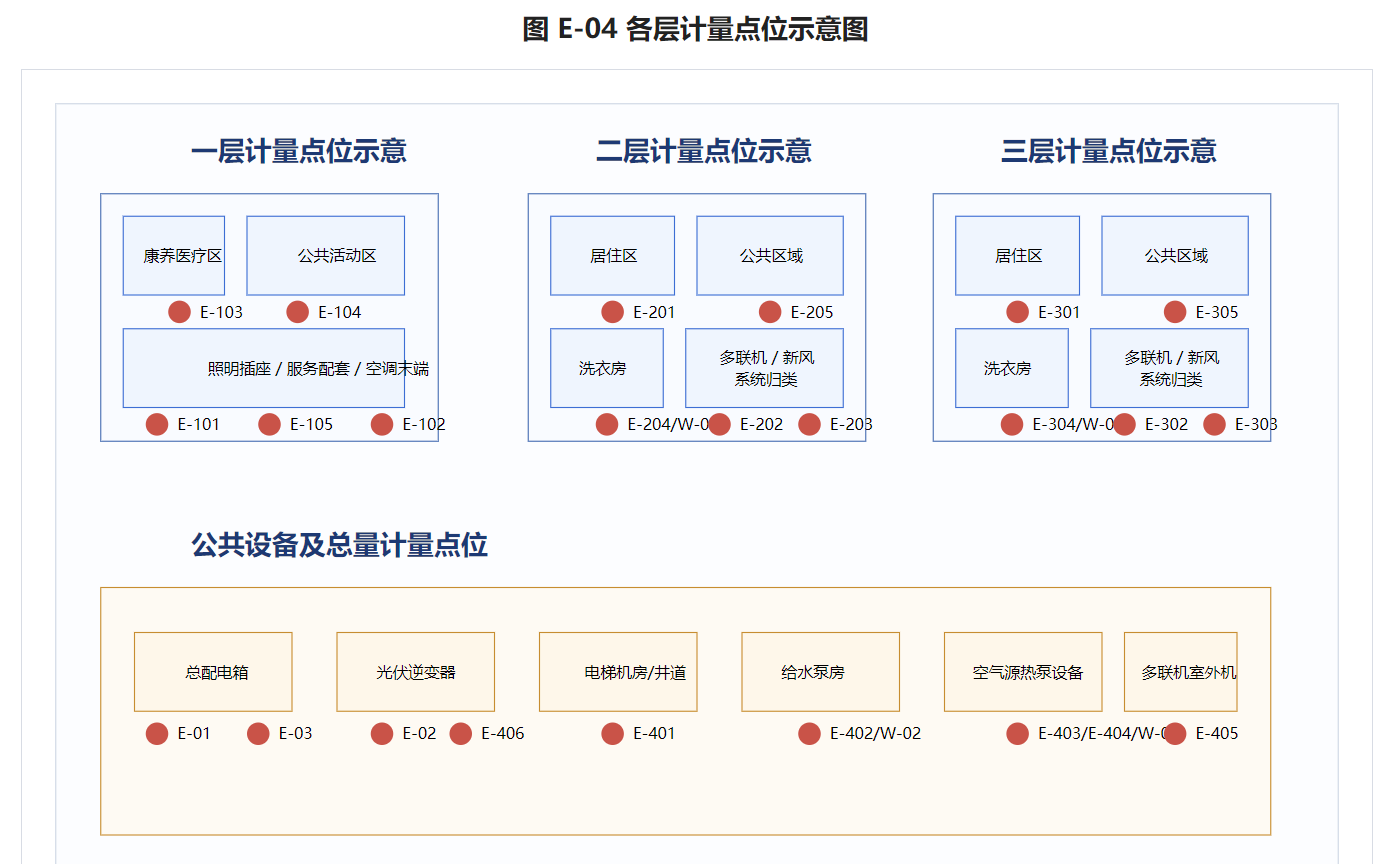 图 E-04 各层计量点位示意图
一层计量点位示意
二层计量点位示意
三层计量点位示意
康养医疗区
公共活动区
居住区
公共区域
居住区
公共区域
E-103
E-104
E-201
E-205
E-301
E-305
照明插座 / 服务配套 / 空调末端
洗衣房
多联机 / 新风
系统归类
洗衣房
多联机 / 新风
系统归类
E-101
E-105
E-102
E-204/W-0
E-202
E-203
E-304/W-0
E-302
E-303
公共设备及总量计量点位
总配电箱
光伏逆变器
电梯机房/井道
给水泵房
空气源热泵设备
多联机室外机
E-01
E-03
E-02
E-406
E-401
E-402/W-02
E-403/E-404/W-0
E-405